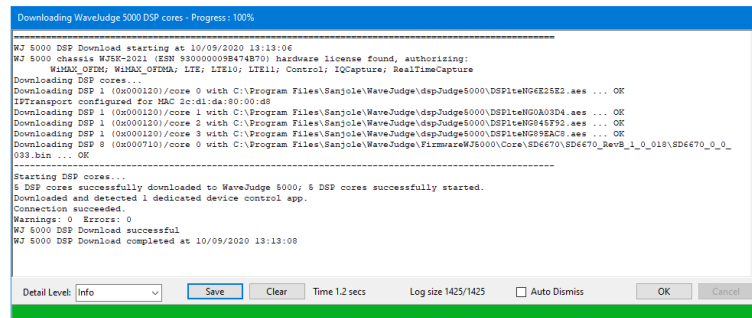 Downloading WaveJudge 5000 DSP cores - Progress : 100%
================================================================================
WJ 5000 DSP Download starting at 10/09/2020 13:13:06
WJ 5000 chassis WJ5K-2021 (ESN 930000009B474B70) hardware license found, authorizing:
WiMAX_OFDM; WiMAX_OFDMA; LTE; LTE10; LTE11; Control; IQCapture; RealTimeCapture
Downloading DSP cores...
Downloading DSP 1 (0x000120)/core 0 with C:\Program Files\Sanjole\WaveJudge\dspJudge5000\DSPlteNG6E25E2.aes ... OK
IPTransport configured for MAC 2c:d1:da:80:00:d8
Downloading DSP 1 (0x000120)/core 1 with C:\Program Files\Sanjole\WaveJudge\dspJudge5000\DSPlteNG0A03D4.aes ... OK
Downloading DSP 1 (0x000120)/core 2 with C:\Program Files\Sanjole\WaveJudge\dspJudge5000\DSPlteNG845F92.aes ... OK
Downloading DSP 1 (0x000120)/core 3 with C:\Program Files\Sanjole\WaveJudge\dspJudge5000\DSPlteNG89EAC8.aes ... OK
Downloading DSP 8 (0x000710)/core 0 with C:\Program Files\Sanjole\WaveJudge\FirmwareWJ5000\Core\SD6670\SD6670_RevB_1_0_018\SD6670_0_0_
033.bin ... OK
--------------------------------------------------------------------------------
Starting DSP cores...
5 DSP cores successfully downloaded to WaveJudge 5000; 5 DSP cores successfully started.
Downloaded and detected 1 dedicated device control app.
Connection succeeded.
Warnings: 0 Errors: 0
WJ 5000 DSP Download successful
WJ 5000 DSP Download completed at 10/09/2020 13:13:08
--------------------------------------------------------------------------------
Detail Level: Info Save Clear Time 1.2 secs Log size 1425/1425 Auto Dismiss OK Cancel